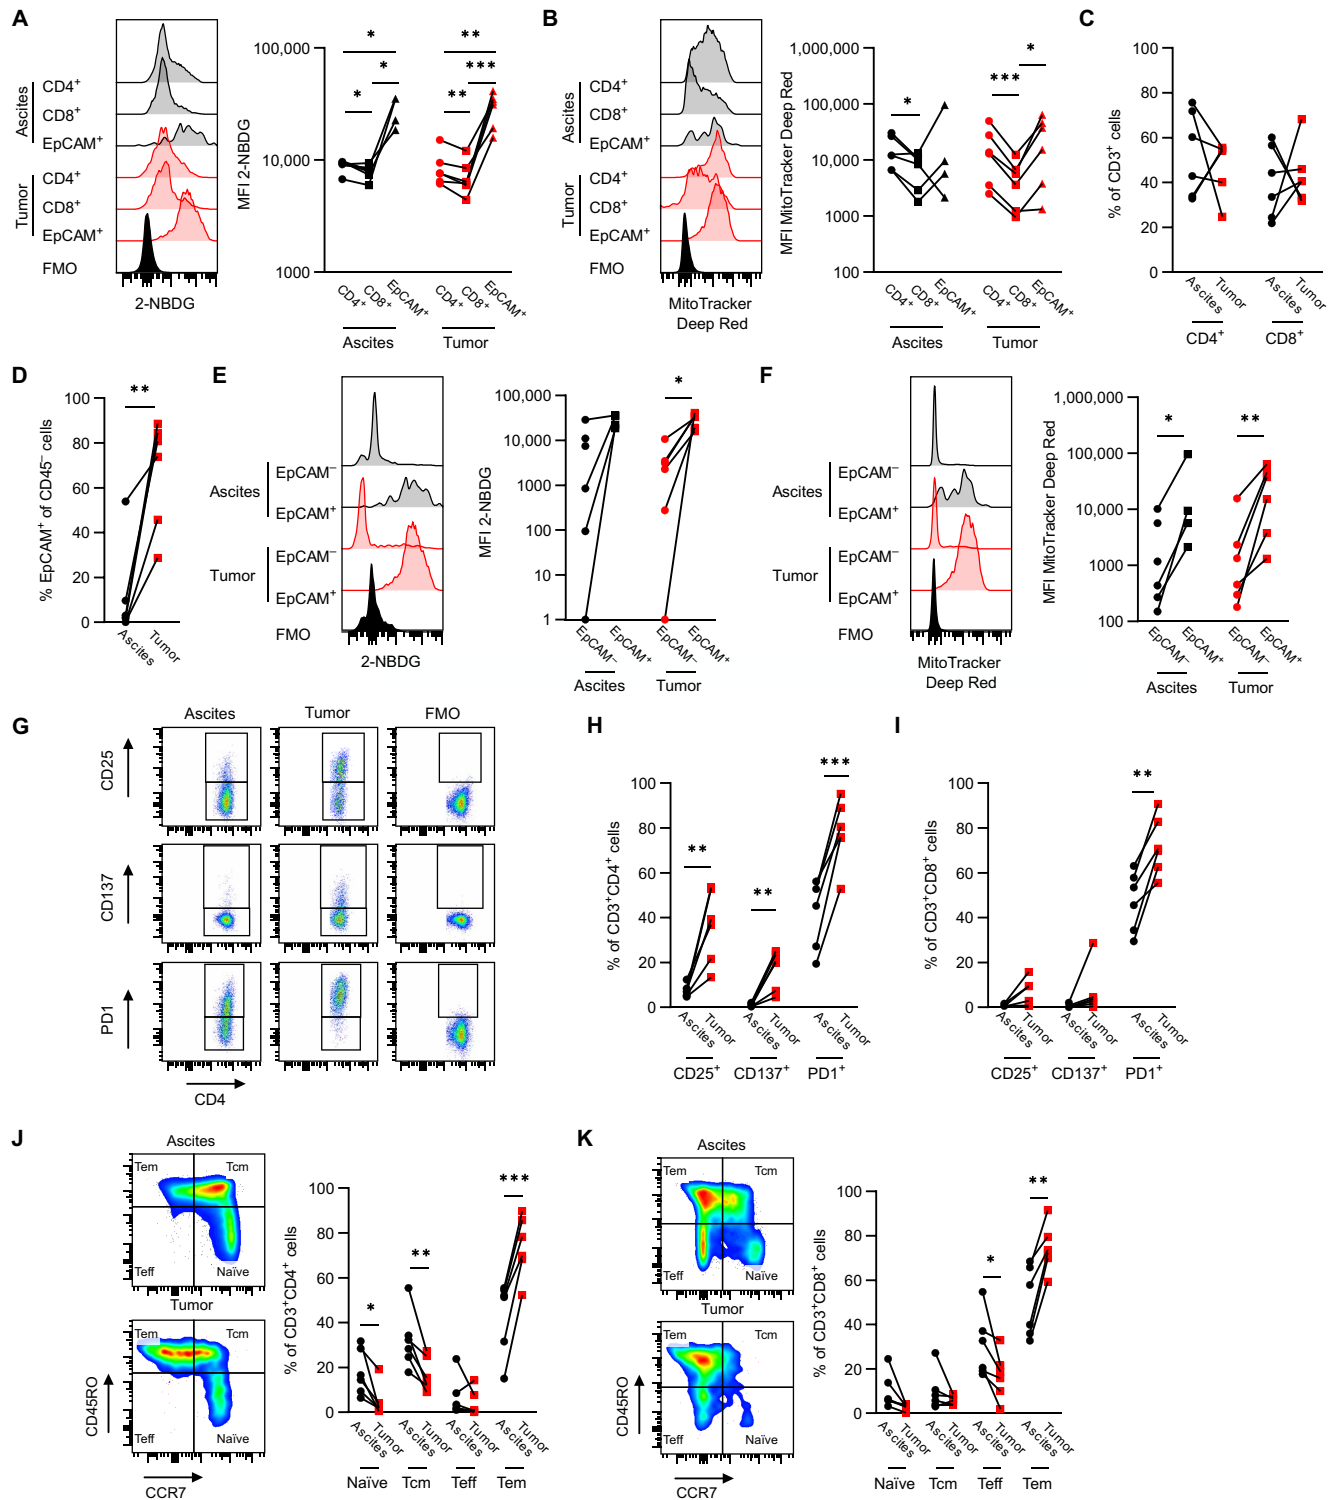 A
Ascites
CD4+
CD8+
EpCAM+
Tumor
CD4+
CD8+
EpCAM+
FMO
2-NBDG
MFI 2-NBDG
100,000
10,000
1000
* * *
** *** **
CD4+ CD8+ EpCAM+ CD4+ CD8+ EpCAM+
Ascites Tumor
B
Ascites
CD4+
CD8+
EpCAM+
Tumor
CD4+
CD8+
EpCAM+
FMO
MitoTracker
Deep Red
MFI MitoTracker Deep Red
1,000,000
100,000
10,000
1000
100
* *** *
CD4+ CD8+ EpCAM+ CD4+ CD8+ EpCAM+
Ascites Tumor
C
% of CD3+ cells
100
80
60
40
20
0
Ascites Tumor Ascites Tumor
CD4+ CD8+
D
% EpCAM+ of CD45– cells
100
80
60
40
20
0
**
Ascites Tumor
E
Ascites
EpCAM–
EpCAM+
Tumor
EpCAM–
EpCAM+
FMO
2-NBDG
MFI 2-NBDG
100,000
10,000
1000
100
10
1
*
EpCAM– EpCAM+ EpCAM– EpCAM+
Ascites Tumor
F
Ascites
EpCAM–
EpCAM+
Tumor
EpCAM–
EpCAM+
FMO
MitoTracker
Deep Red
MFI MitoTracker Deep Red
1,000,000
100,000
10,000
1000
100
* **
EpCAM– EpCAM+ EpCAM– EpCAM+
Ascites Tumor
G
Ascites Tumor FMO
CD25
CD137
PD1
CD4
H
% of CD3+CD4+ cells
100
80
60
40
20
0
** ** ***
Ascites Tumor Ascites Tumor Ascites Tumor
CD25+ CD137+ PD1+
I
% of CD3+CD8+ cells
100
80
60
40
20
0
**
Ascites Tumor Ascites Tumor Ascites Tumor
CD25+ CD137+ PD1+
J
Ascites
Tem Tcm
Teff Naïve
Tumor
Tem Tcm
Teff Naïve
CD45RO
CCR7
% of CD3+CD4+ cells
100
80
60
40
20
0
* ** ***
Ascites Tumor Ascites Tumor Ascites Tumor Ascites Tumor
Naïve Tcm Teff Tem
K
Ascites
Tem Tcm
Teff Naïve
Tumor
Tem Tcm
Teff Naïve
CD45RO
CCR7
% of CD3+CD8+ cells
100
80
60
40
20
0
* **
Ascites Tumor Ascites Tumor Ascites Tumor Ascites Tumor
Naïve Tcm Teff Tem